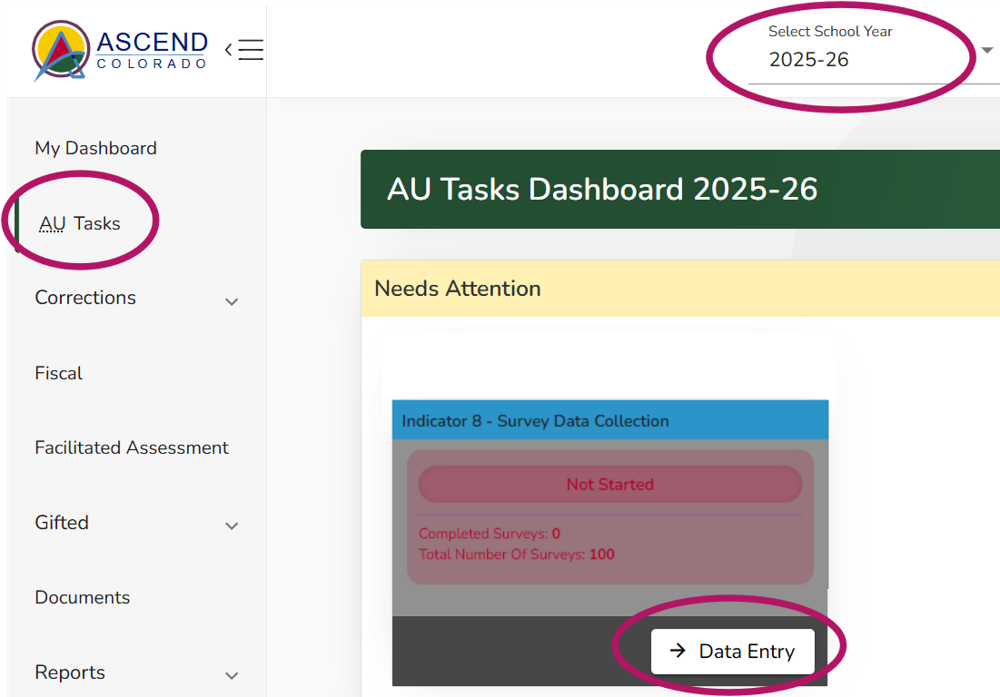 ASCEND
COLORADO
Select School Year
2025-26
My Dashboard
AU Tasks
Corrections
Fiscal
Facilitated Assessment
Gifted
Documents
Reports
AU Tasks Dashboard 2025-26
Needs Attention
Indicator 8 - Survey Data Collection
Not Started
Completed Surveys: 0
Total Number Of Surveys: 100
→ Data Entry